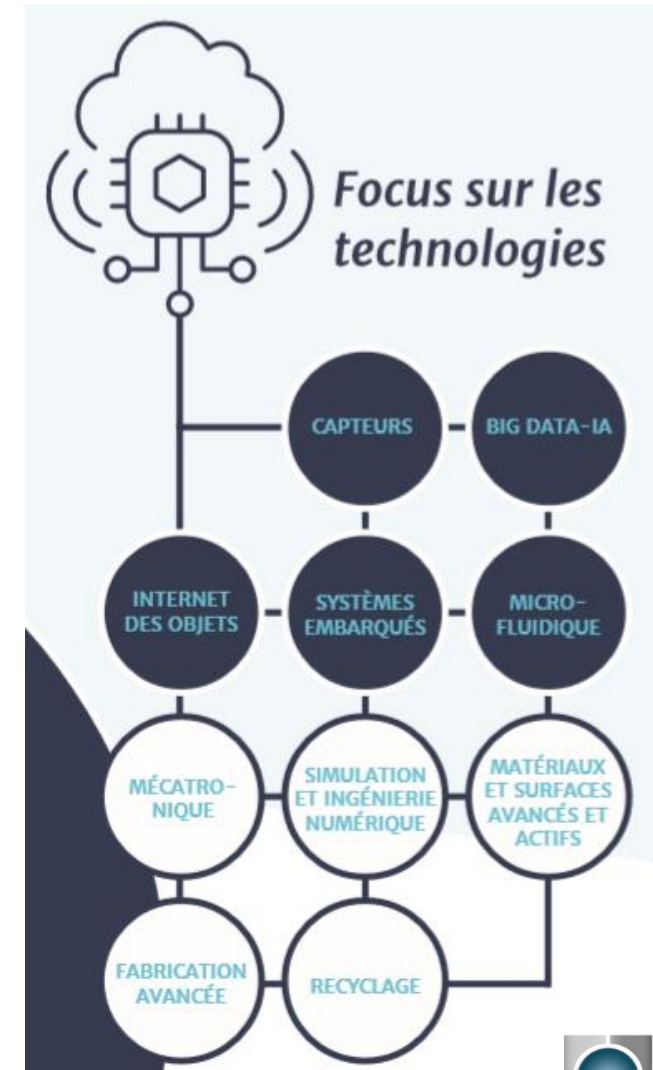 Focus sur les
technologies
CAPTEURS
BIG DATA-IA
INTERNET
DES OBJETS
SYSTÈMES
EMBARQUÉS
MICRO-
FLUIDIQUE
MÉCATRO-
NIQUE
SIMULATION
ET INGÉNIERIE
NUMÉRIQUE
MATÉRIAUX
ET SURFACES
AVANCÉS ET
ACTIFS
FABRICATION
AVANCÉE
RECYCLAGE